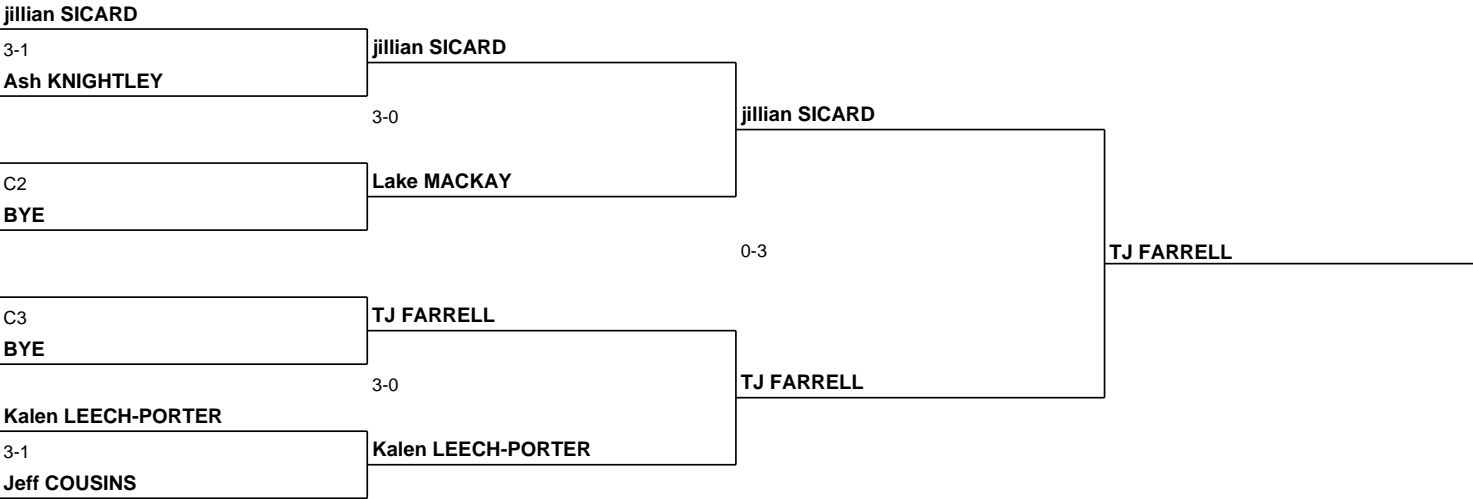 jillian SICARD
3-1
Ash KNIGHTLEY
C2
BYE
C3
BYE
Kalen LEECH-PORTER
3-1
Jeff COUSINS
jillian SICARD
3-0
Lake MACKAY
TJ FARRELL
3-0
Kalen LEECH-PORTER
jillian SICARD
0-3
TJ FARRELL
TJ FARRELL